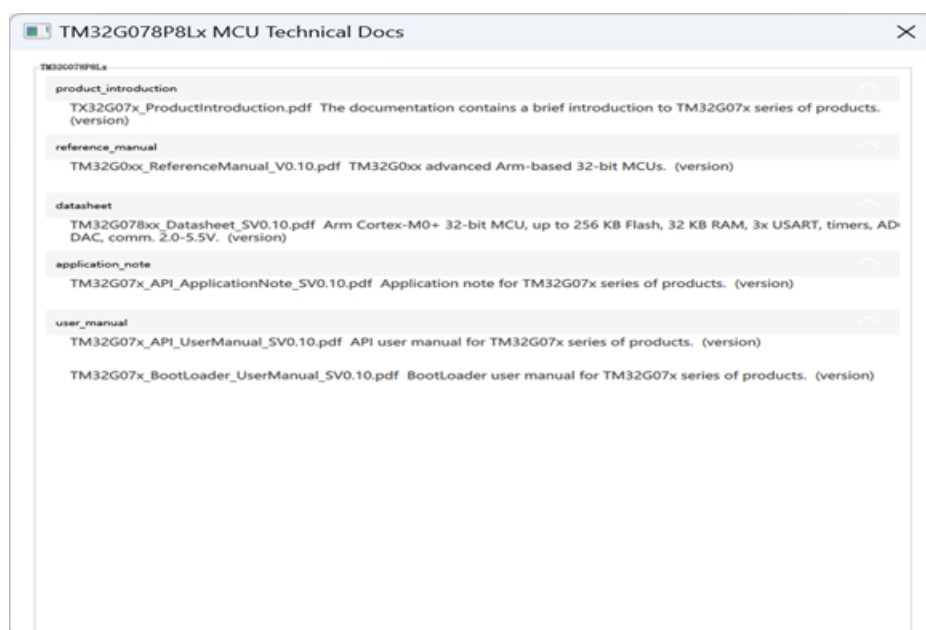 TM32G078P8Lx MCU Technical Docs
TM32G078P8Lx
product_introduction
TX32G07x_ProductIntroduction.pdf The documentation contains a brief introduction to TM32G07x series of products.
(version)
reference_manual
TM32G0xx_ReferenceManual_V0.10.pdf TM32G0xx advanced Arm-based 32-bit MCUs. (version)
datasheet
TM32G078xx_Datasheet_SV0.10.pdf Arm Cortex-M0+ 32-bit MCU, up to 256 KB Flash, 32 KB RAM, 3x USART, timers, AD
DAC, comm. 2.0-5.5V. (version)
application_note
TM32G07x_API_ApplicationNote_SV0.10.pdf Application note for TM32G07x series of products. (version)
user_manual
TM32G07x_API_UserManual_SV0.10.pdf API user manual for TM32G07x series of products. (version)
TM32G07x_BootLoader_UserManual_SV0.10.pdf BootLoader user manual for TM32G07x series of products. (version)